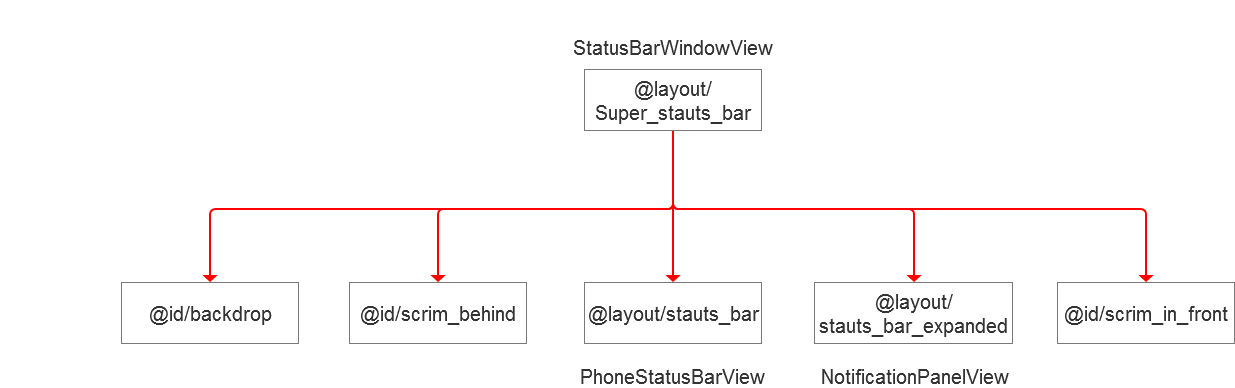 StatusBarWindowView
@layout/
Super_stauts_bar
@id/backdrop
@id/scrim_behind
@layout/stauts_bar
@layout/
stauts_bar_expanded
@id/scrim_in_front
PhoneStatusBarView
NotificationPanelView